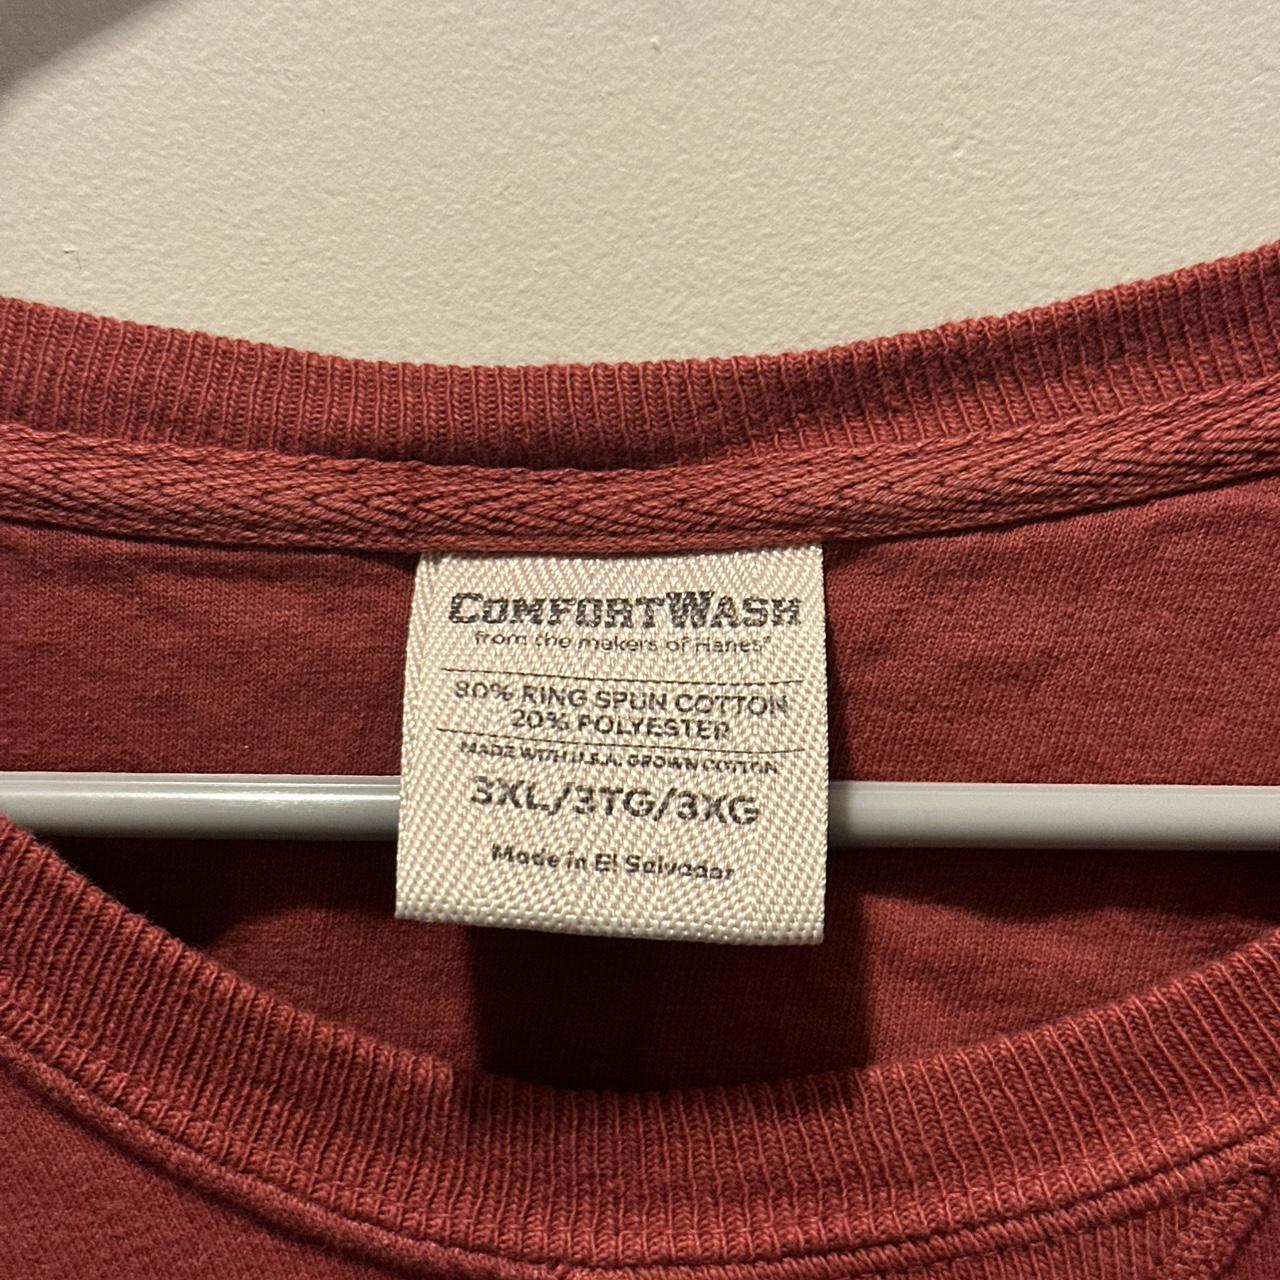 COMFORTWASH
from the makers of Hanes®
80% RING SPUN COTTON
20% POLYESTER
MADE WITH U.S.A. GROWN COTTON
3XL/3TG/3XG
Made in El Salvador